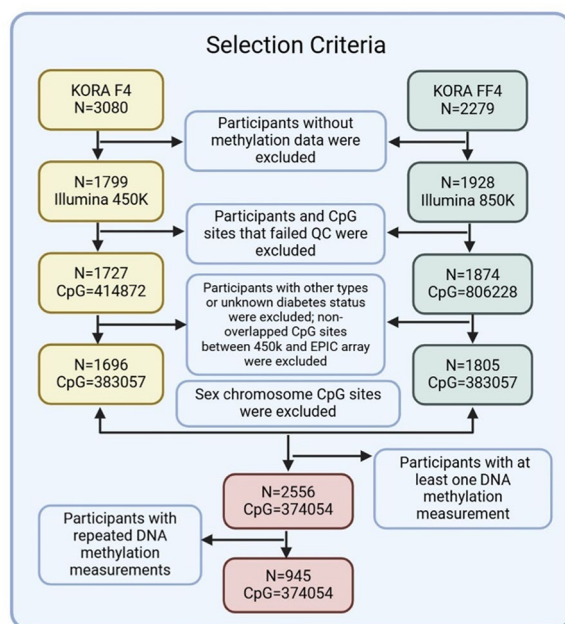 Selection Criteria
KORA F4
N=3080
KORA FF4
N=2279
Participants without
methylation data were
excluded
N=1799
Illumina 450K
N=1928
Illumina 850K
Participants and CpG
sites that failed QC were
excluded
N=1727
CpG=414872
N=1874
CpG=806228
Participants with other types
or unknown diabetes status
were excluded; non-
overlapped CpG sites
between 450k and EPIC array
were excluded
N=1696
CpG=383057
N=1805
CpG=383057
Sex chromosome CpG sites
were excluded
Participants with at
least one DNA
methylation
measurement
N=2556
CpG=374054
Participants with
repeated DNA
methylation
measurements
N=945
CpG=374054